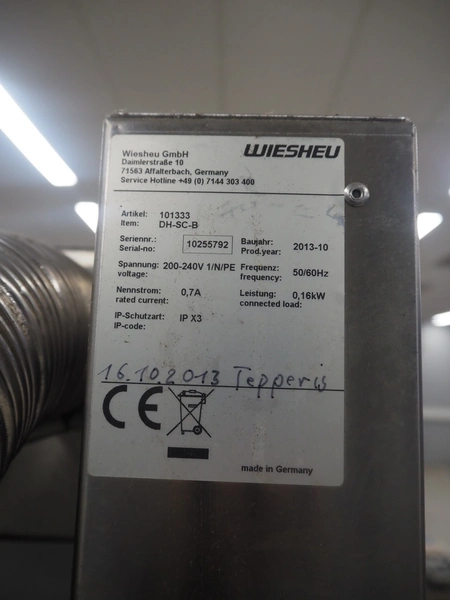 WIESHEU
Wiesheu GmbH
Daimlerstraße 10
71563 Affalterbach, Germany
Service Hotline +49 (0) 7144 303 400
Artikel: 101333
Item: DH-SC-B
Seriennr.: 10255792 Baujahr: 2013-10
Serial-no: Prod.year:
Spannung: 200-240V 1/N/PE Frequenz: 50/60Hz
voltage: frequency:
Nennstrom: 0,7A Leistung: 0,16kW
rated current: connected load:
IP-Schutzart: IP X3
IP-code:
16.10.2013
CE
made in Germany